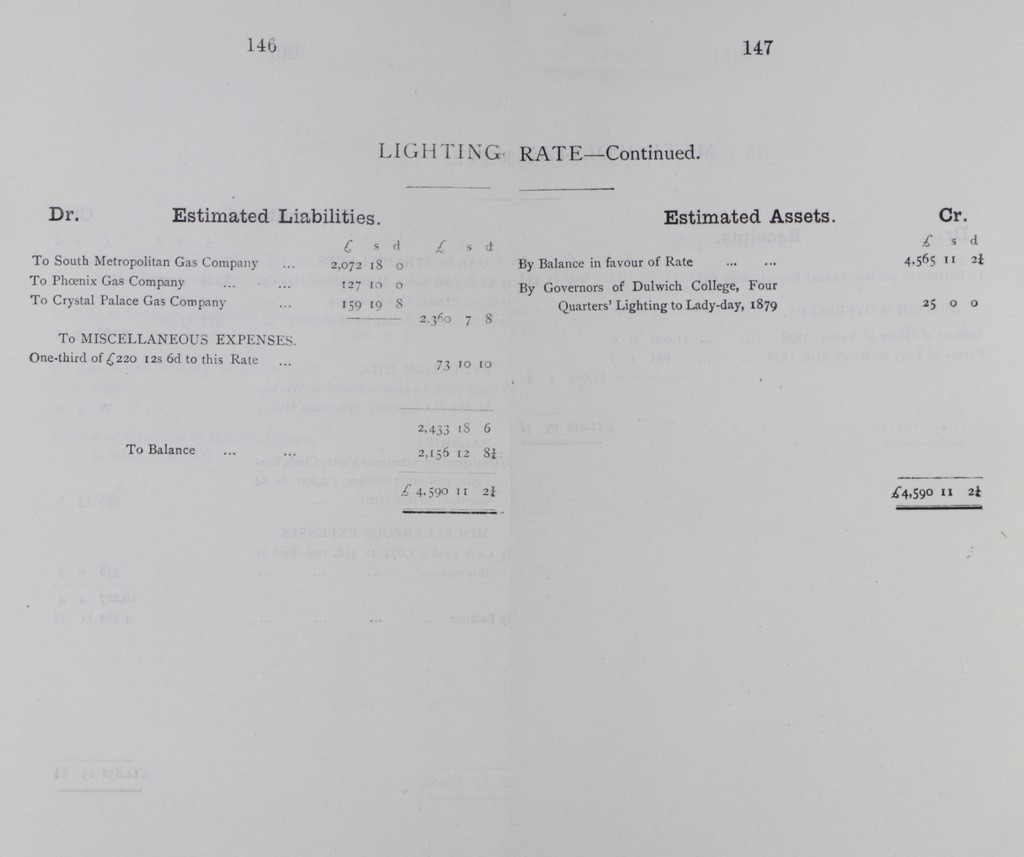 146
147
LIGHTING RATE—Continued.
Dr. Estimated Liabilities.
£ s d £ s d
To South Metropolitan Gas Company ... 2,072 18 0
To Phœnix Gas Company ... ... 127 10 0
To Crystal Palace Gas Company ... 159 19 8
2,360 7 8
To MISCELLANEOUS EXPENSES.
One-third of £220 12s 6d to this Rate ... 73 10 10
2,433 18 6
To Balance ... ... 2,156 12 8¼
£ 4,590 11 2¼
Estimated Assets. Cr.
£ s d
By Balance in favour of Rate ... ... 4,565 11 2¼
By Governors of Dulwich College, Four
Quarters' Lighting to Lady-day, 1879 25 0 0
£4,590 11 2¼